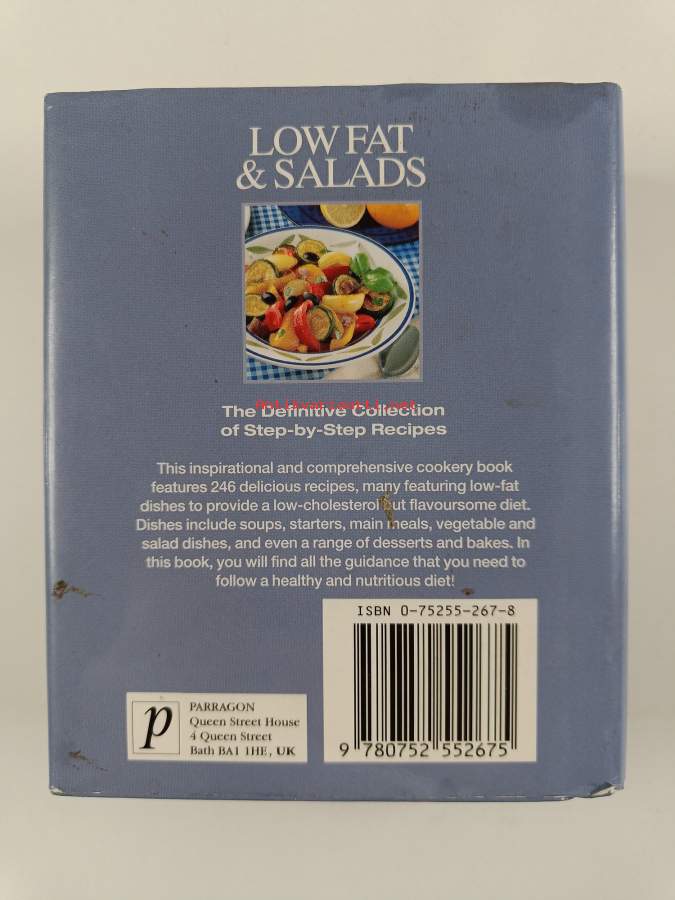 LOW FAT
& SALADS
The Definitive Collection
of Step-by-Step Recipes
This inspirational and comprehensive cookery book
features 246 delicious recipes, many featuring low-fat
dishes to provide a low-cholesterol but flavoursome diet.
Dishes include soups, starters, main meals, vegetable and
salad dishes, and even a range of desserts and bakes. In
this book, you will find all the guidance that you need to
follow a healthy and nutritious diet!
ISBN 0-75255-267-8
9 780752 552675
p
PARRAGON
Queen Street House
4 Queen Street
Bath BA1 1HE, UK